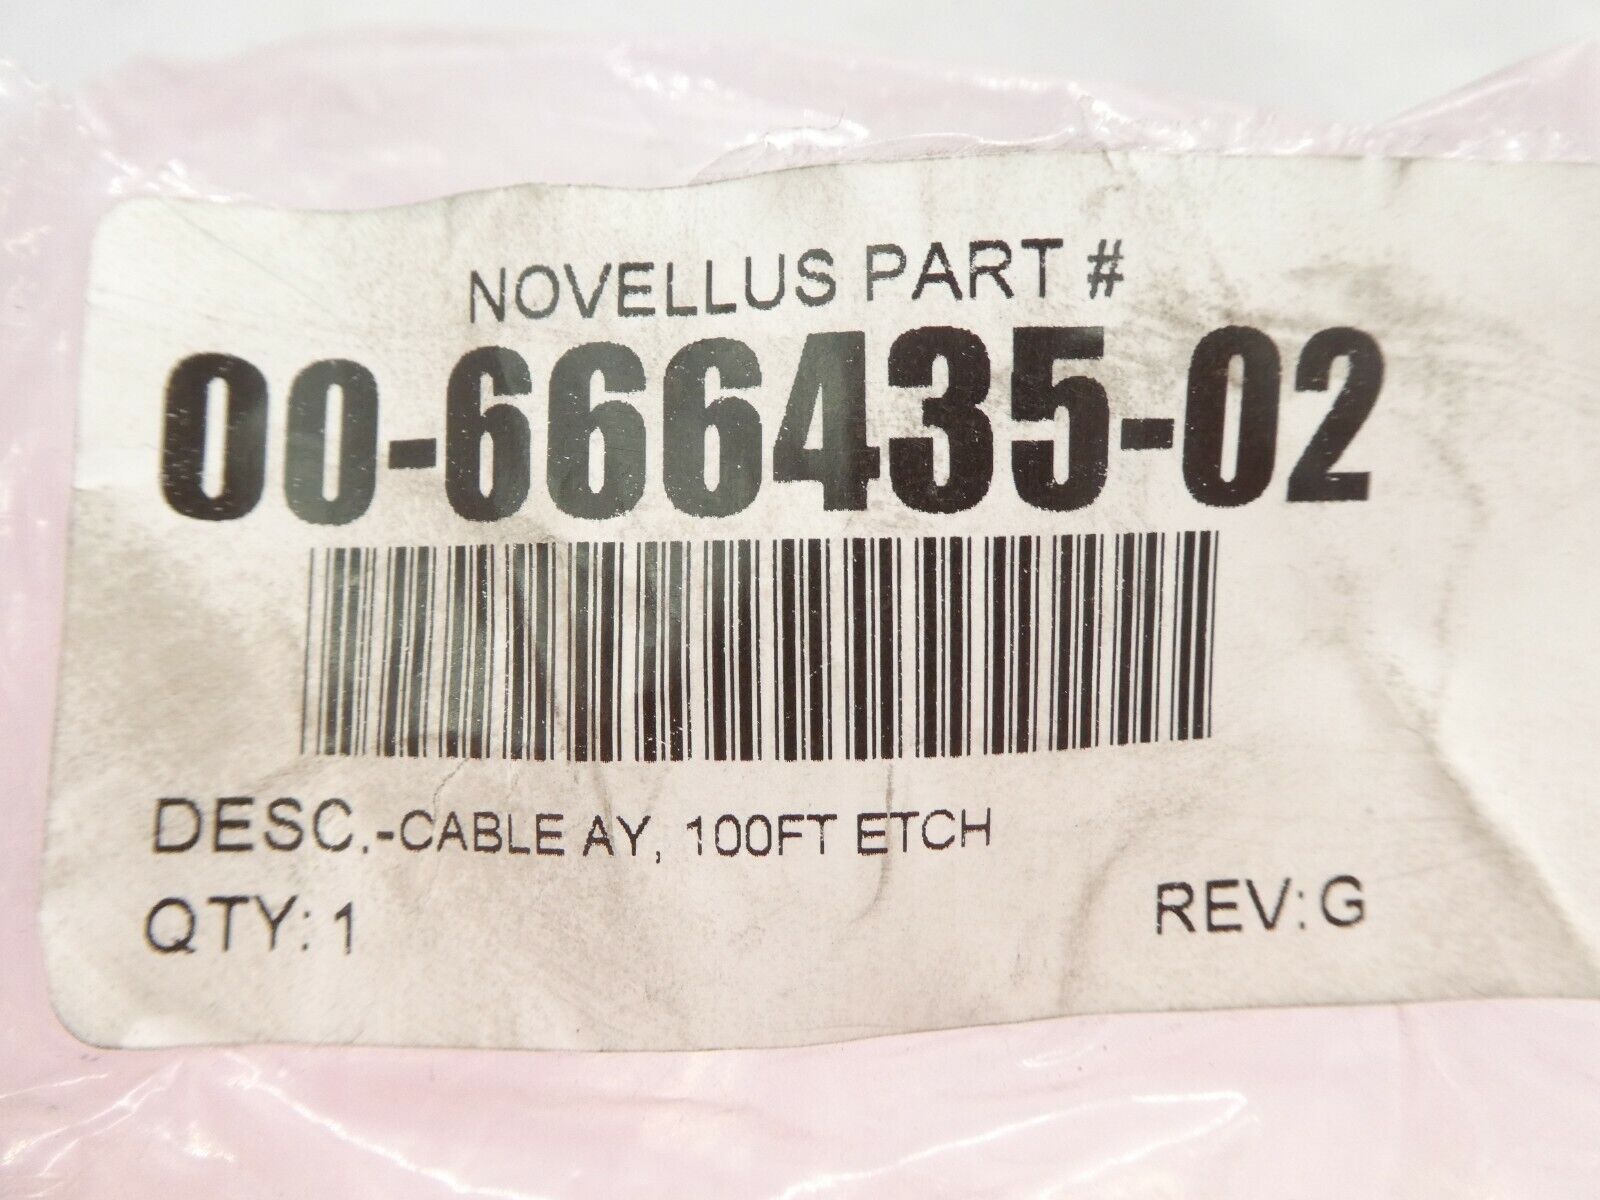 NOVELLUS PART #
00-666435-02
DESC.-CABLE AY, 100FT ETCH
QTY: 1
REV: G